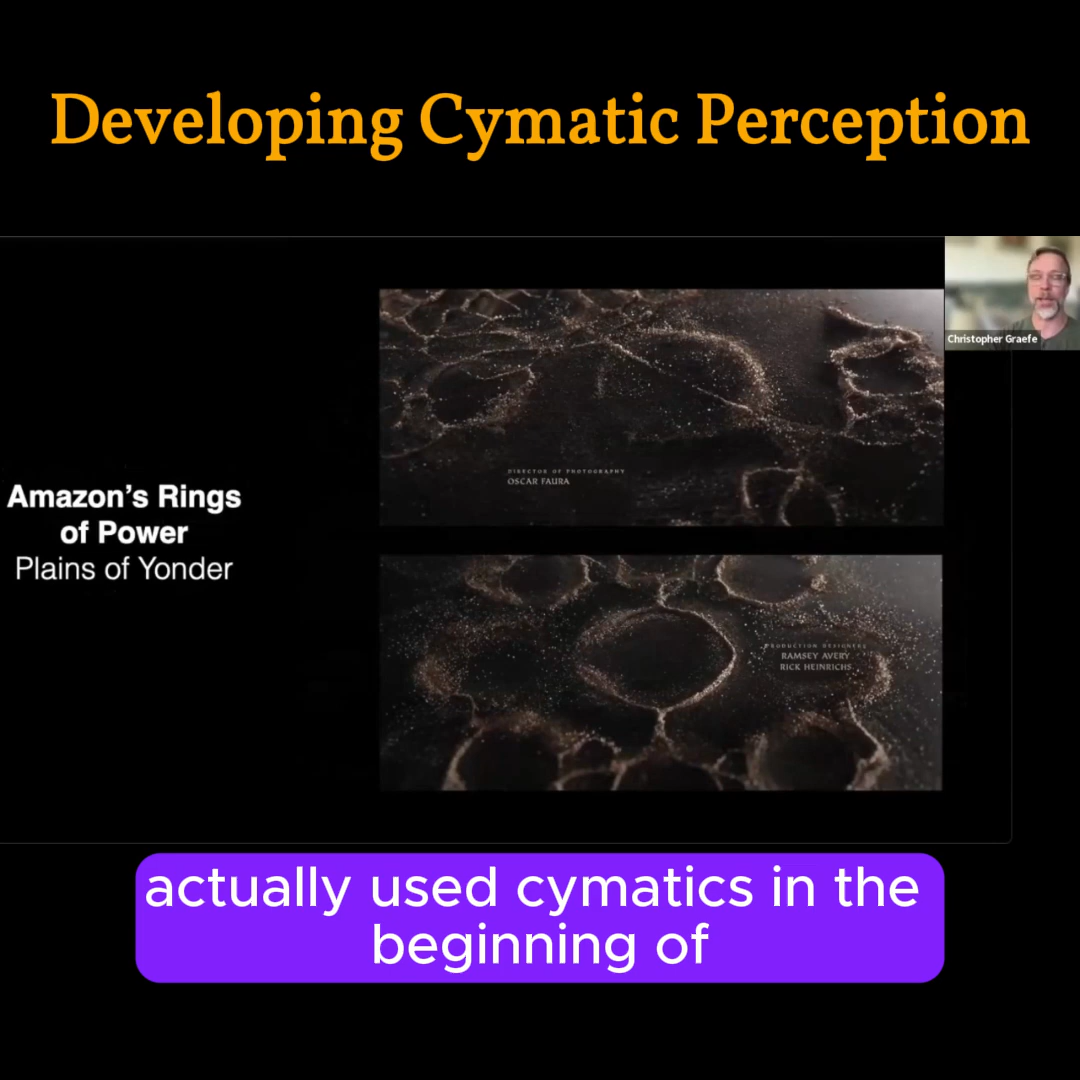 Developing Cymatic Perception
Christopher Graefe
DIRECTOR OF PHOTOGRAPHY
OSCAR FAURA
Amazon's Rings
of Power
Plains of Yonder
PRODUCTION DESIGNERS
RAMSEY AVERY
RICK HEINRICHS
actually used cymatics in the
beginning of